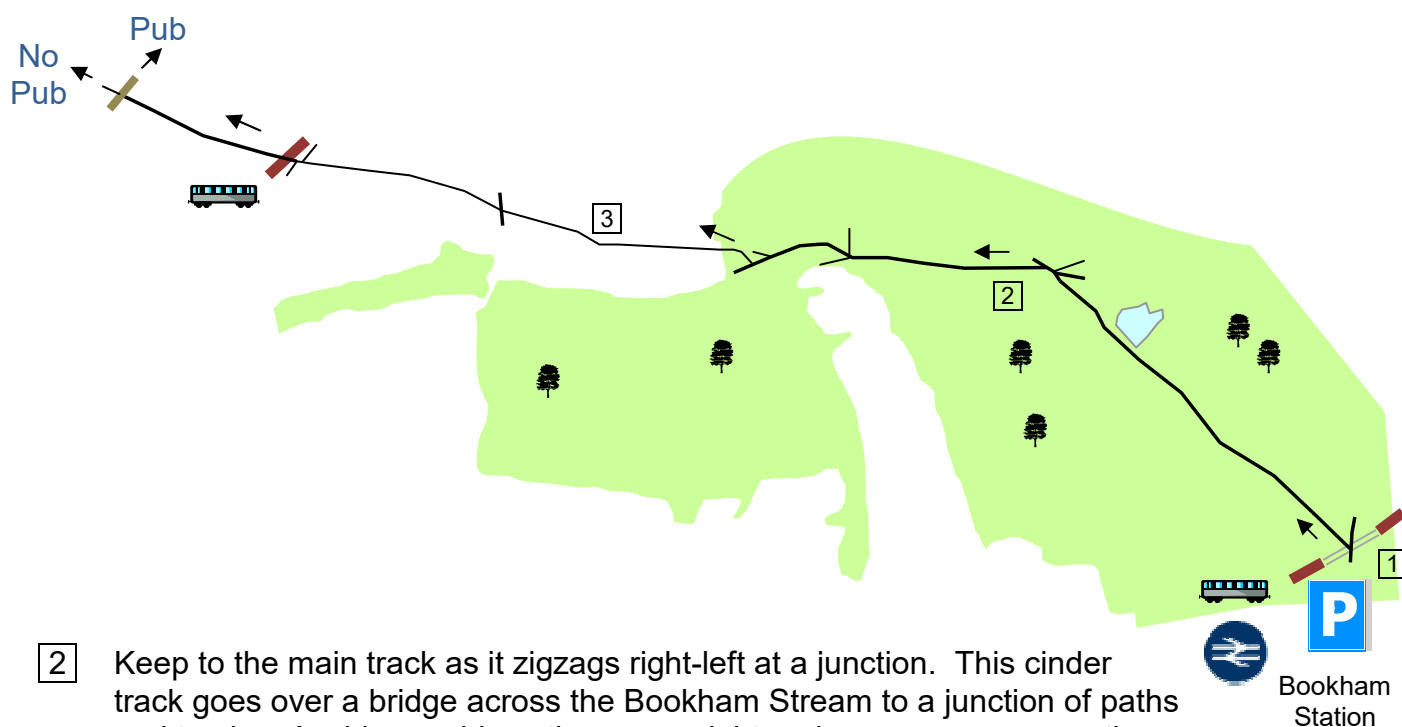 Pub
No
Pub
3
2
1
P
Bookham
Station
2 Keep to the main track as it zigzags right-left at a junction. This cinder
track goes over a bridge across the Bookham Stream to a junction of paths